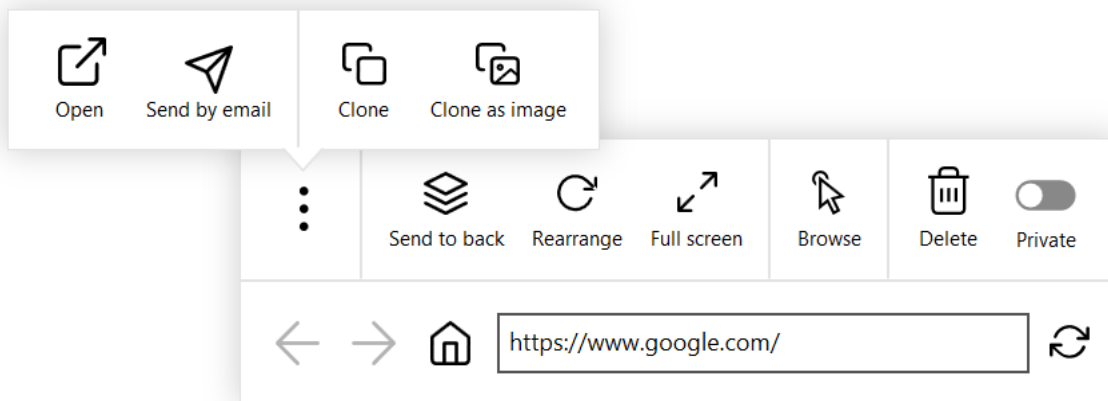 Open Send by email Clone Clone as image
Send to back Rearrange Full screen Browse Delete Private
https://www.google.com/